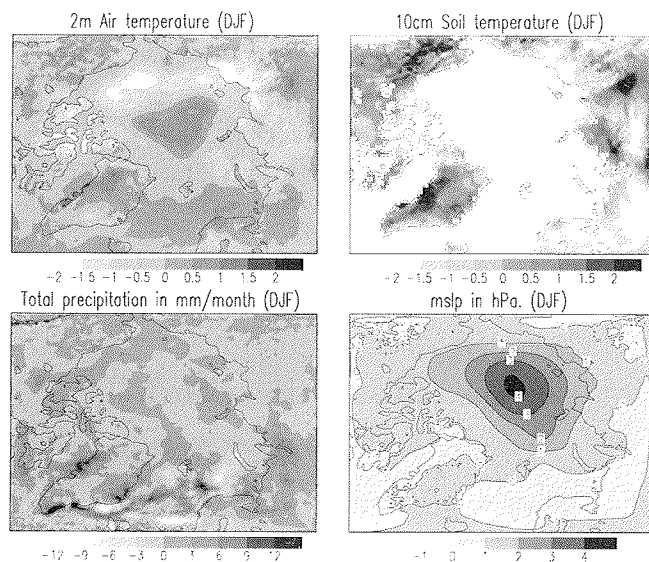 2m Air temperature (DJF)
10cm Soil temperature (DJF)
-2 -1.5 -1 -0.5 0 0.5 1 1.5 2
-2 -1.5 -1 -0.5 0 0.5 1 1.5 2
Total precipitation in mm/month (DJF)
mslp in hPa. (DJF)
-12 -9 -6 -3 0 3 6 9 12
-1 0 1 2 3 4